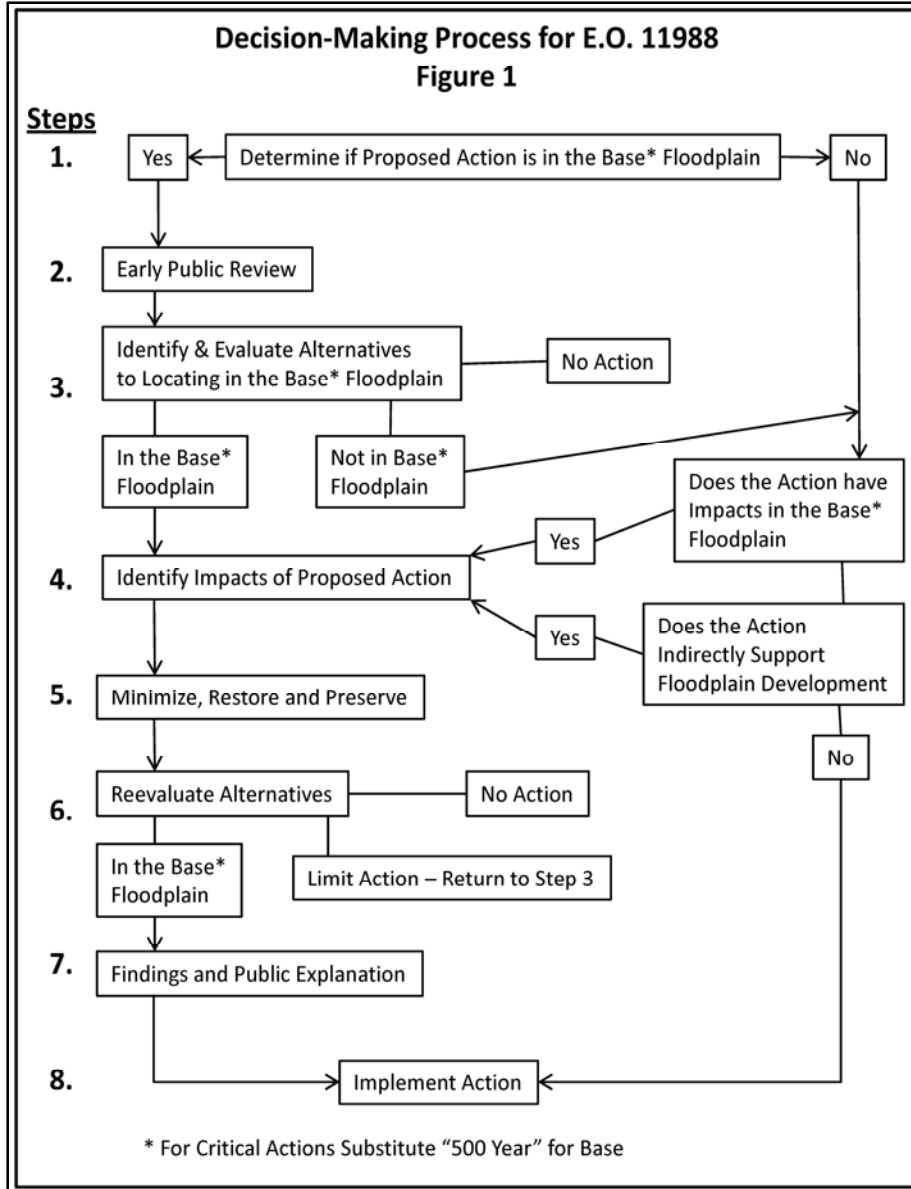 Decision-Making Process for E.O. 11988
Figure 1
Steps
1.
Yes
Determine if Proposed Action is in the Base* Floodplain
No
2.
Early Public Review
3.
Identify & Evaluate Alternatives
to Locating in the Base* Floodplain
No Action
In the Base*
Floodplain
Not in Base*
Floodplain
Does the Action have
Impacts in the Base*
Floodplain
Yes
4.
Identify Impacts of Proposed Action
Yes
Does the Action
Indirectly Support
Floodplain Development
5.
Minimize, Restore and Preserve
No
6.
Reevaluate Alternatives
No Action
In the Base*
Floodplain
Limit Action – Return to Step 3
7.
Findings and Public Explanation
8.
Implement Action
* For Critical Actions Substitute “500 Year” for Base